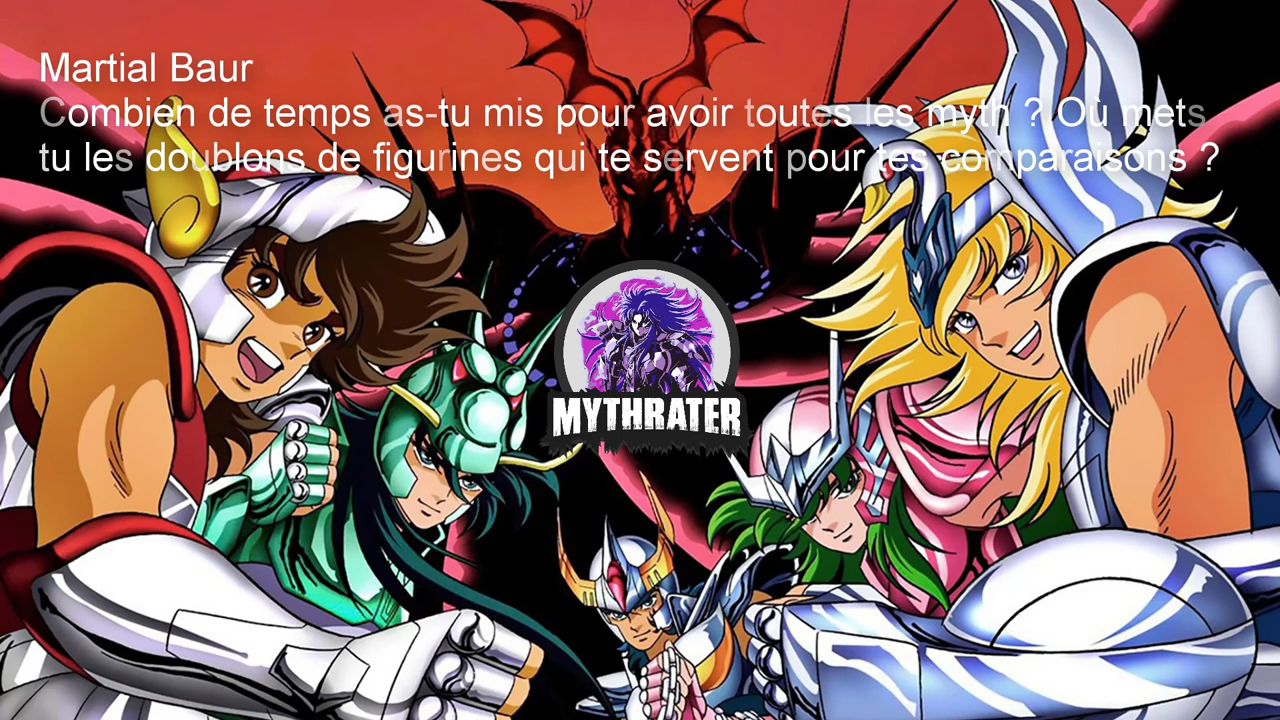 Martial Baur
Combien de temps as-tu mis pour avoir toutes les myth ? Où mets
tu les doublons de figurines qui te servent pour tes comparaisons ?
MYTHRATER